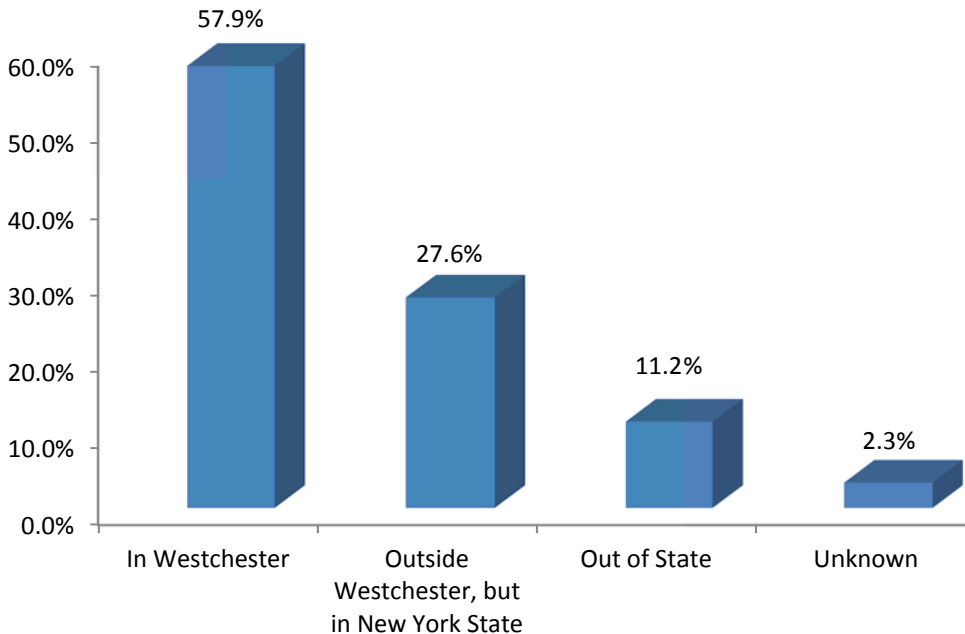 57.9%
60.0%
50.0%
40.0%
27.6%
30.0%
20.0%
11.2%
10.0%
2.3%
0.0%
In Westchester
Outside
Westchester, but
in New York State
Out of State
Unknown